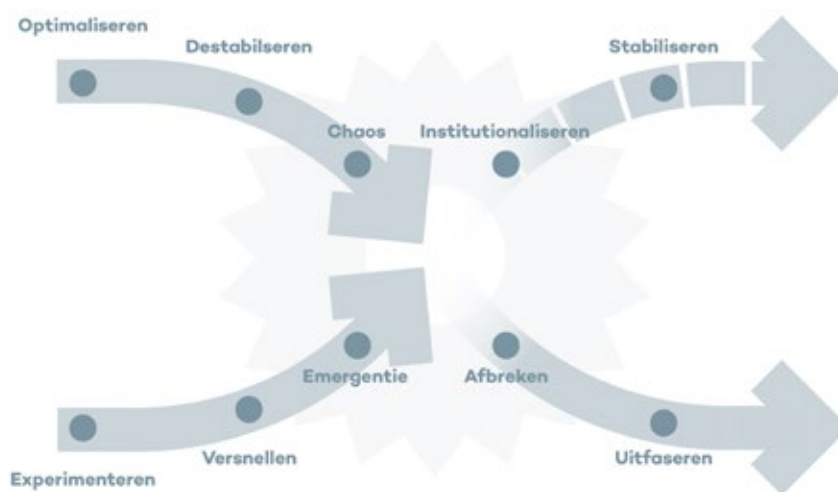 Optimaliseren
Destabilseren
Stabiliseren
Chaos
Institutionaliseren
Emergentie
Afbreken
Versnellen
Uitfaseren
Experimenteren